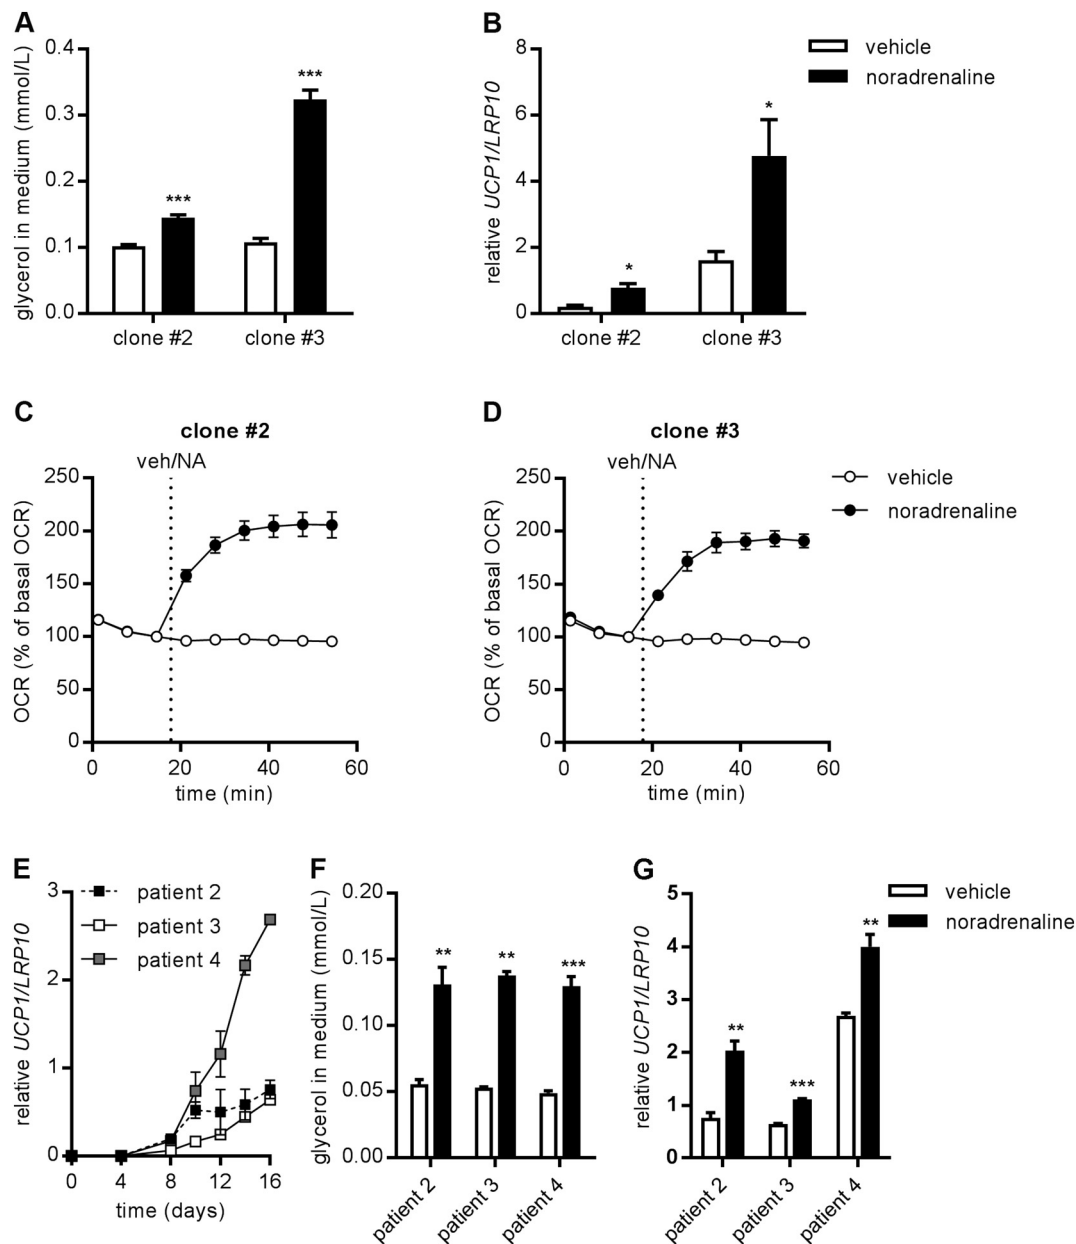 A
glycerol in medium (mmol/L)
0.4
0.3
0.2
0.1
0.0
***
***
clone #2
clone #3
B
relative UCP1/LRP10
8
6
4
2
0
*
*
clone #2
clone #3
vehicle
noradrenaline
C
clone #2
veh/NA
OCR (% of basal OCR)
250
200
150
100
50
0
0
20
40
60
time (min)
D
clone #3
veh/NA
OCR (% of basal OCR)
250
200
150
100
50
0
0
20
40
60
time (min)
vehicle
noradrenaline
E
relative UCP1/LRP10
3
2
1
0
patient 2
patient 3
patient 4
0
4
8
12
16
time (days)
F
glycerol in medium (mmol/L)
0.20
0.15
0.10
0.05
0.00
**
**
***
patient 2
patient 3
patient 4
G
relative UCP1/LRP10
5
4
3
2
1
0
**
***
**
patient 2
patient 3
patient 4
vehicle
noradrenaline